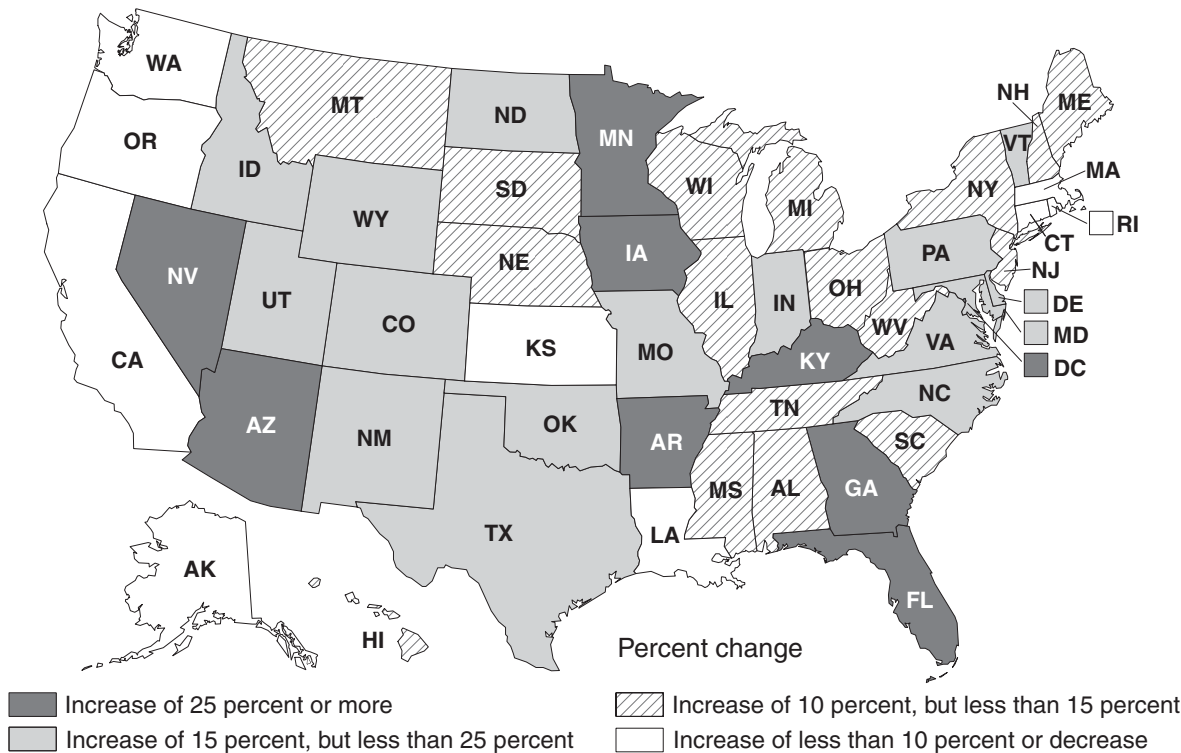 WA
MT
ND
MN
NH
ME
VT
OR
ID
SD
WI
MI
NY
MA
WY
RI
CT
NV
NE
IA
PA
NJ
UT
CO
IL
IN
OH
DE
CA
KS
MO
WV
VA
MD
KY
DC
AZ
NM
OK
AR
TN
NC
SC
MS
AL
GA
TX
LA
AK
FL
HI
Percent change
Increase of 25 percent or more
Increase of 10 percent, but less than 15 percent
Increase of 15 percent, but less than 25 percent
Increase of less than 10 percent or decrease